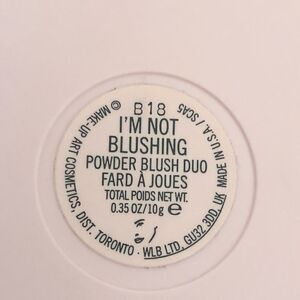 B18
I'M NOT
BLUSHING
POWDER BLUSH DUO
FARD À JOUES
TOTAL POIDS NET WT.
0.35 OZ/10g ℮
© MAKE-UP ART COSMETICS, DIST. TORONTO · WLB LTD, GU32 3DD, UK MADE IN U.S.A. / SCA5